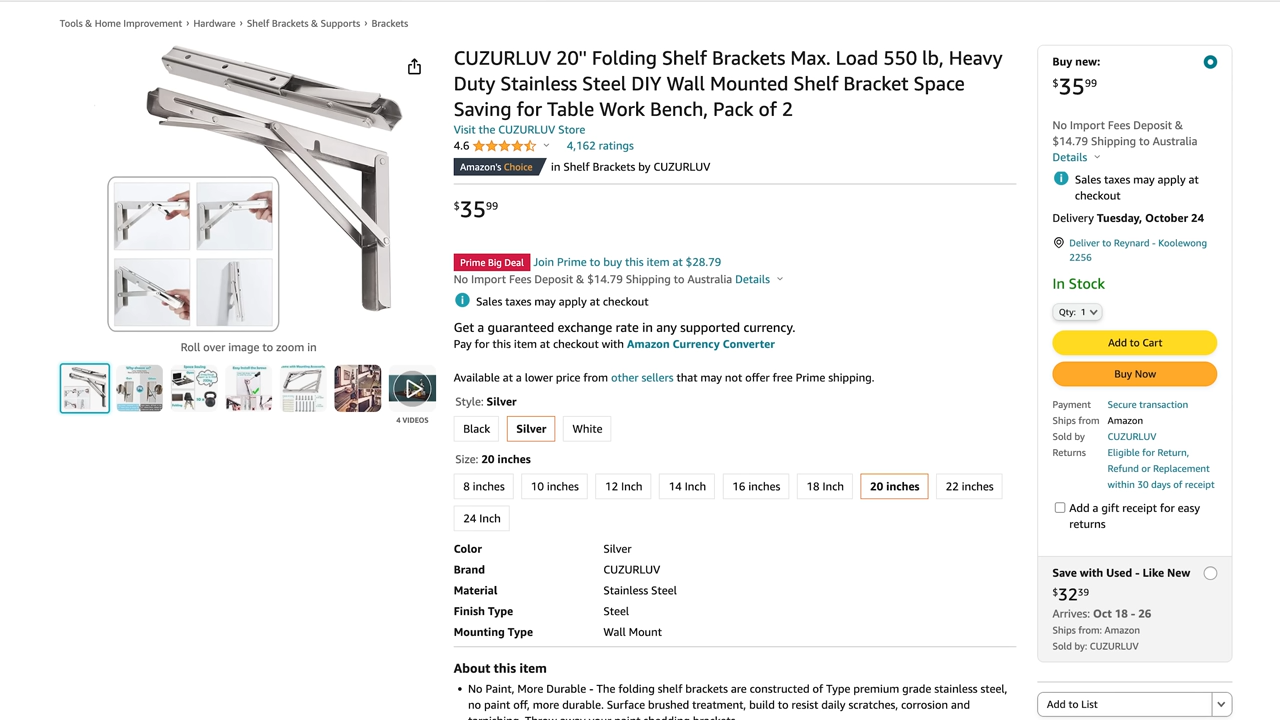 Tools & Home Improvement › Hardware › Shelf Brackets & Supports › Brackets
CUZURLUV 20'' Folding Shelf Brackets Max. Load 550 lb, Heavy
Duty Stainless Steel DIY Wall Mounted Shelf Bracket Space
Saving for Table Work Bench, Pack of 2
Visit the CUZURLUV Store
4.6
4,162 ratings
Amazon's Choice in Shelf Brackets by CUZURLUV
$35.99
Prime Big Deal Join Prime to buy this item at $28.79
No Import Fees Deposit & $14.79 Shipping to Australia Details
Sales taxes may apply at checkout
Get a guaranteed exchange rate in any supported currency.
Pay for this item at checkout with Amazon Currency Converter
Available at a lower price from other sellers that may not offer free Prime shipping.
Style: Silver
Black Silver White
Size: 20 inches
8 inches 10 inches 12 Inch 14 Inch 16 inches 18 Inch 20 inches 22 inches
24 Inch
Color Silver
Brand CUZURLUV
Material Stainless Steel
Finish Type Steel
Mounting Type Wall Mount
About this item
• No Paint, More Durable - The folding shelf brackets are constructed of Type premium grade stainless steel,
no paint off, more durable. Surface brushed treatment, build to resist daily scratches, corrosion and
Roll over image to zoom in
4 VIDEOS
Buy new:
$35.99
No Import Fees Deposit &
$14.79 Shipping to Australia
Details
Sales taxes may apply at
checkout
Delivery Tuesday, October 24
Deliver to Reynard - Koolewong
2256
In Stock
Qty: 1
Add to Cart
Buy Now
Payment Secure transaction
Ships from Amazon
Sold by CUZURLUV
Returns Eligible for Return,
Refund or Replacement
within 30 days of receipt
Add a gift receipt for easy
returns
Save with Used - Like New
$32.39
Arrives: Oct 18 - 26
Ships from: Amazon
Sold by: CUZURLUV
Add to List